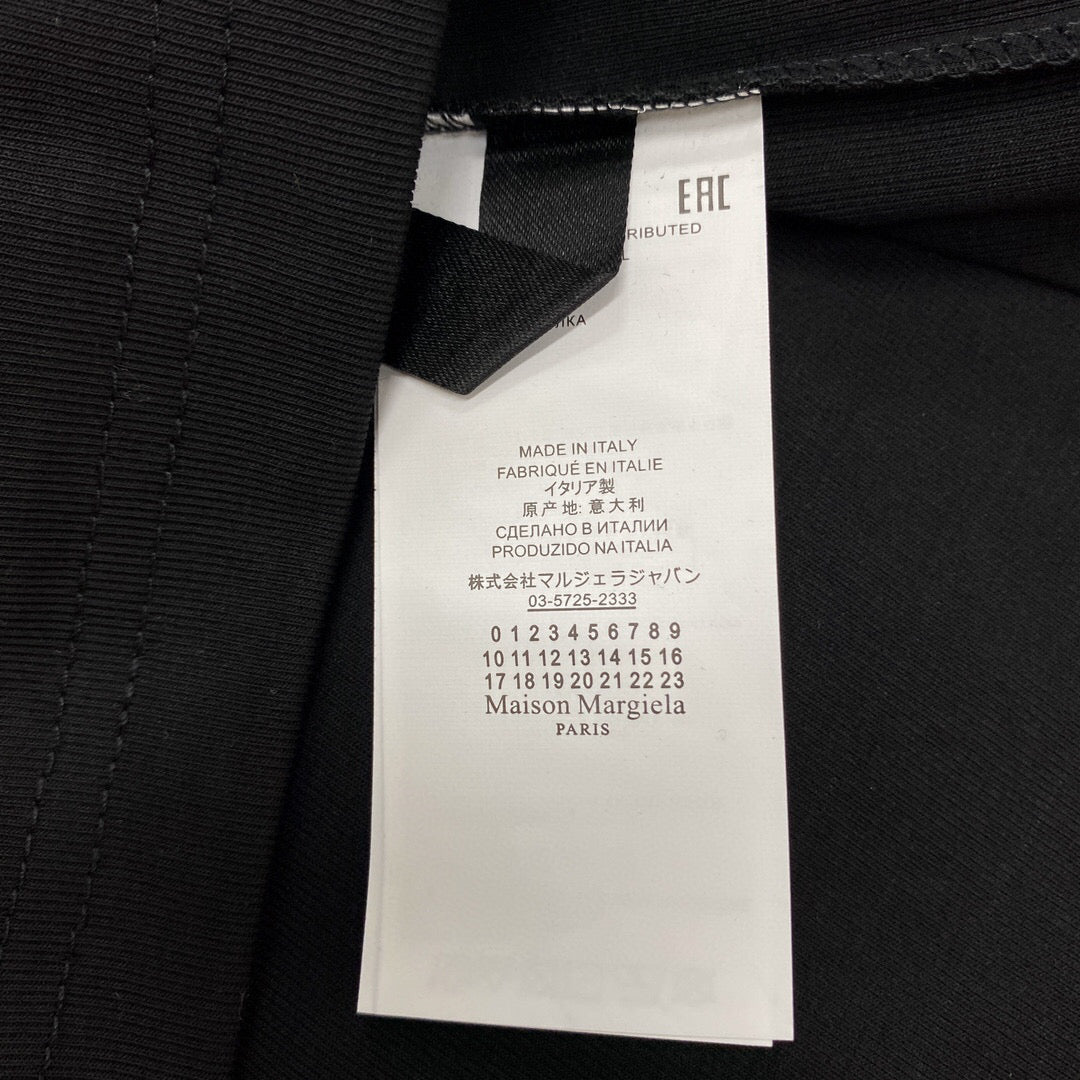 EAC
RIBUTED
L
ЛКА
MADE IN ITALY
FABRIQUÉ EN ITALIE
イタリア製
原产地: 意大利
СДЕЛАНО В ИТАЛИИ
PRODUZIDO NA ITALIA
株式会社マルジェラジャパン
03-5725-2333
0 1 2 3 4 5 6 7 8 9
10 11 12 13 14 15 16
17 18 19 20 21 22 23
Maison Margiela
PARIS